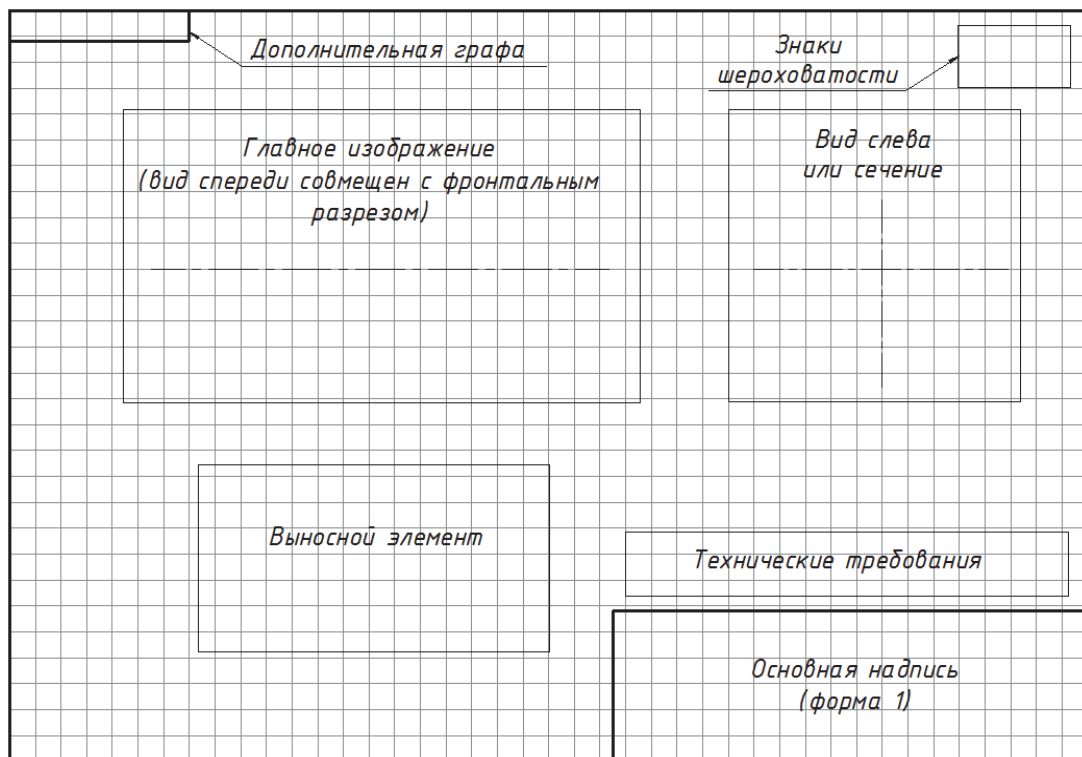 Дополнительная графа
Знаки
шероховатости
Главное изображение
(вид спереди совмещен с фронтальным
разрезом)
Вид слева
или сечение
Выносной элемент
Технические требования
Основная надпись
(форма 1)